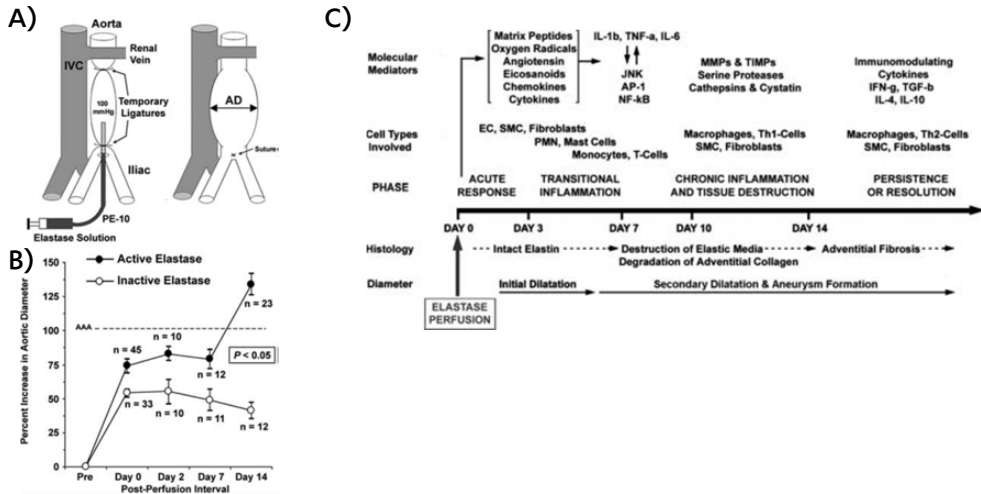 A)
Aorta
Renal
Vein
IVC
Temporary
Ligatures
100
mmHg
AD
Iliac
Suture
PE-10
Elastase Solution
B)
Active Elastase
Inactive Elastase
Percent Increase in Aortic Diameter
150
125
100
75
50
25
0
AAA
n = 23
n = 10
n = 45
P < 0.05
n = 12
n = 33
n = 10
n = 11
n = 12
Pre
Day 0
Day 2
Day 7
Day 14
Post-Perfusion Interval
C)
Molecular
Mediators
Matrix Peptides
Oxygen Radicals
Angiotensin
Eicosanoids
Chemokines
Cytokines
IL-1b, TNF-a, IL-6
JNK
AP-1
NF-kB
MMPs & TIMPs
Serine Proteases
Cathepsins & Cystatin
Immunomodulating
Cytokines
IFN-g, TGF-b
IL-4, IL-10
Cell Types
Involved
EC, SMC, Fibroblasts
PMN, Mast Cells
Monocytes, T-Cells
Macrophages, Th1-Cells
SMC, Fibroblasts
Macrophages, Th2-Cells
SMC, Fibroblasts
PHASE
ACUTE
RESPONSE
TRANSITIONAL
INFLAMMATION
CHRONIC INFLAMMATION
AND TISSUE DESTRUCTION
PERSISTENCE
OR RESOLUTION
DAY 0
DAY 3
DAY 7
DAY 10
DAY 14
Histology
Intact Elastin
Destruction of Elastic Media
Degradation of Adventitial Collagen
Adventitial Fibrosis
Diameter
Initial Dilatation
Secondary Dilatation & Aneurysm Formation
ELASTASE
PERFUSION